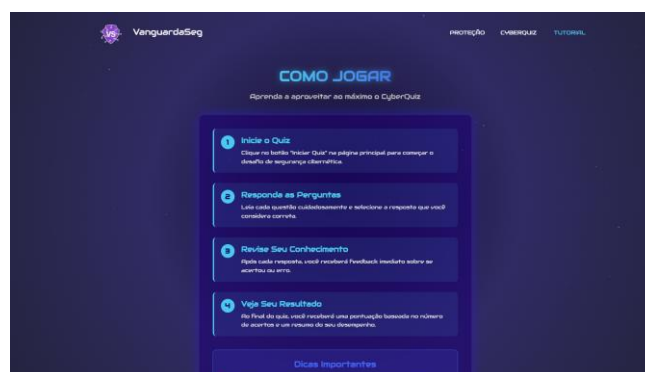 VS
VanguardaSeg
PROTEÇÃO CYBERQUIZ TUTORIAL
COMO JOGAR
Aprenda a aproveitar ao máximo o CyberQuiz
1 Inicie o Quiz
Clique no botão "Iniciar Quiz" na página principal para começar o
desafio de segurança cibernética.
2 Responda as Perguntas
Leia cada questão cuidadosamente e selecione a resposta que você
considera correta.
3 Revise Seu Conhecimento
Após cada resposta, você receberá feedback imediato sobre se
acertou ou errou.
4 Veja Seu Resultado
Ao final do quiz, você receberá uma pontuação baseada no número
de acertos e um resumo do seu desempenho.
Dicas Importantes